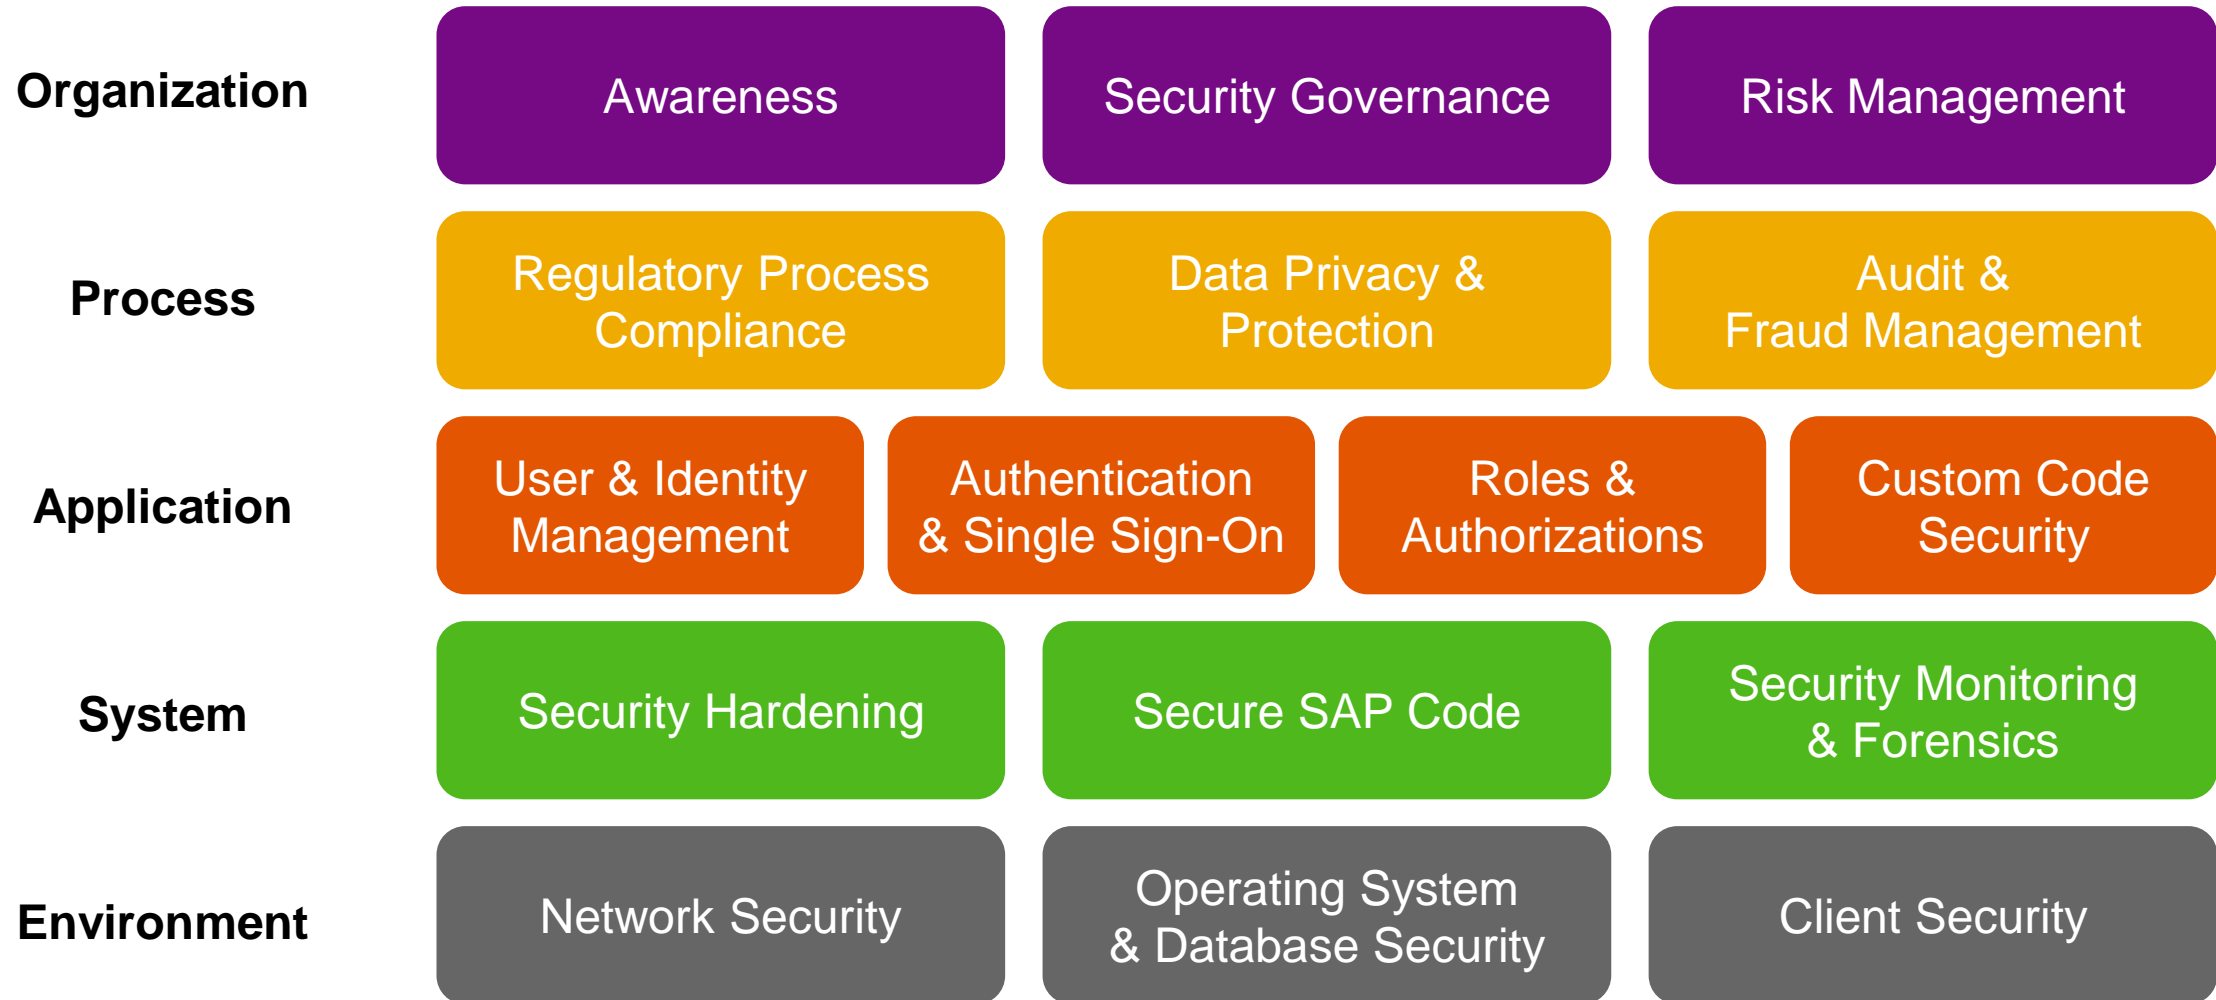 Organization
Awareness
Security Governance
Risk Management
Process
Regulatory Process
Compliance
Data Privacy &
Protection
Audit &
Fraud Management
Application
User & Identity
Management
Authentication
& Single Sign-On
Roles &
Authorizations
Custom Code
Security
System
Security Hardening
Secure SAP Code
Security Monitoring
& Forensics
Environment
Network Security
Operating System
& Database Security
Client Security